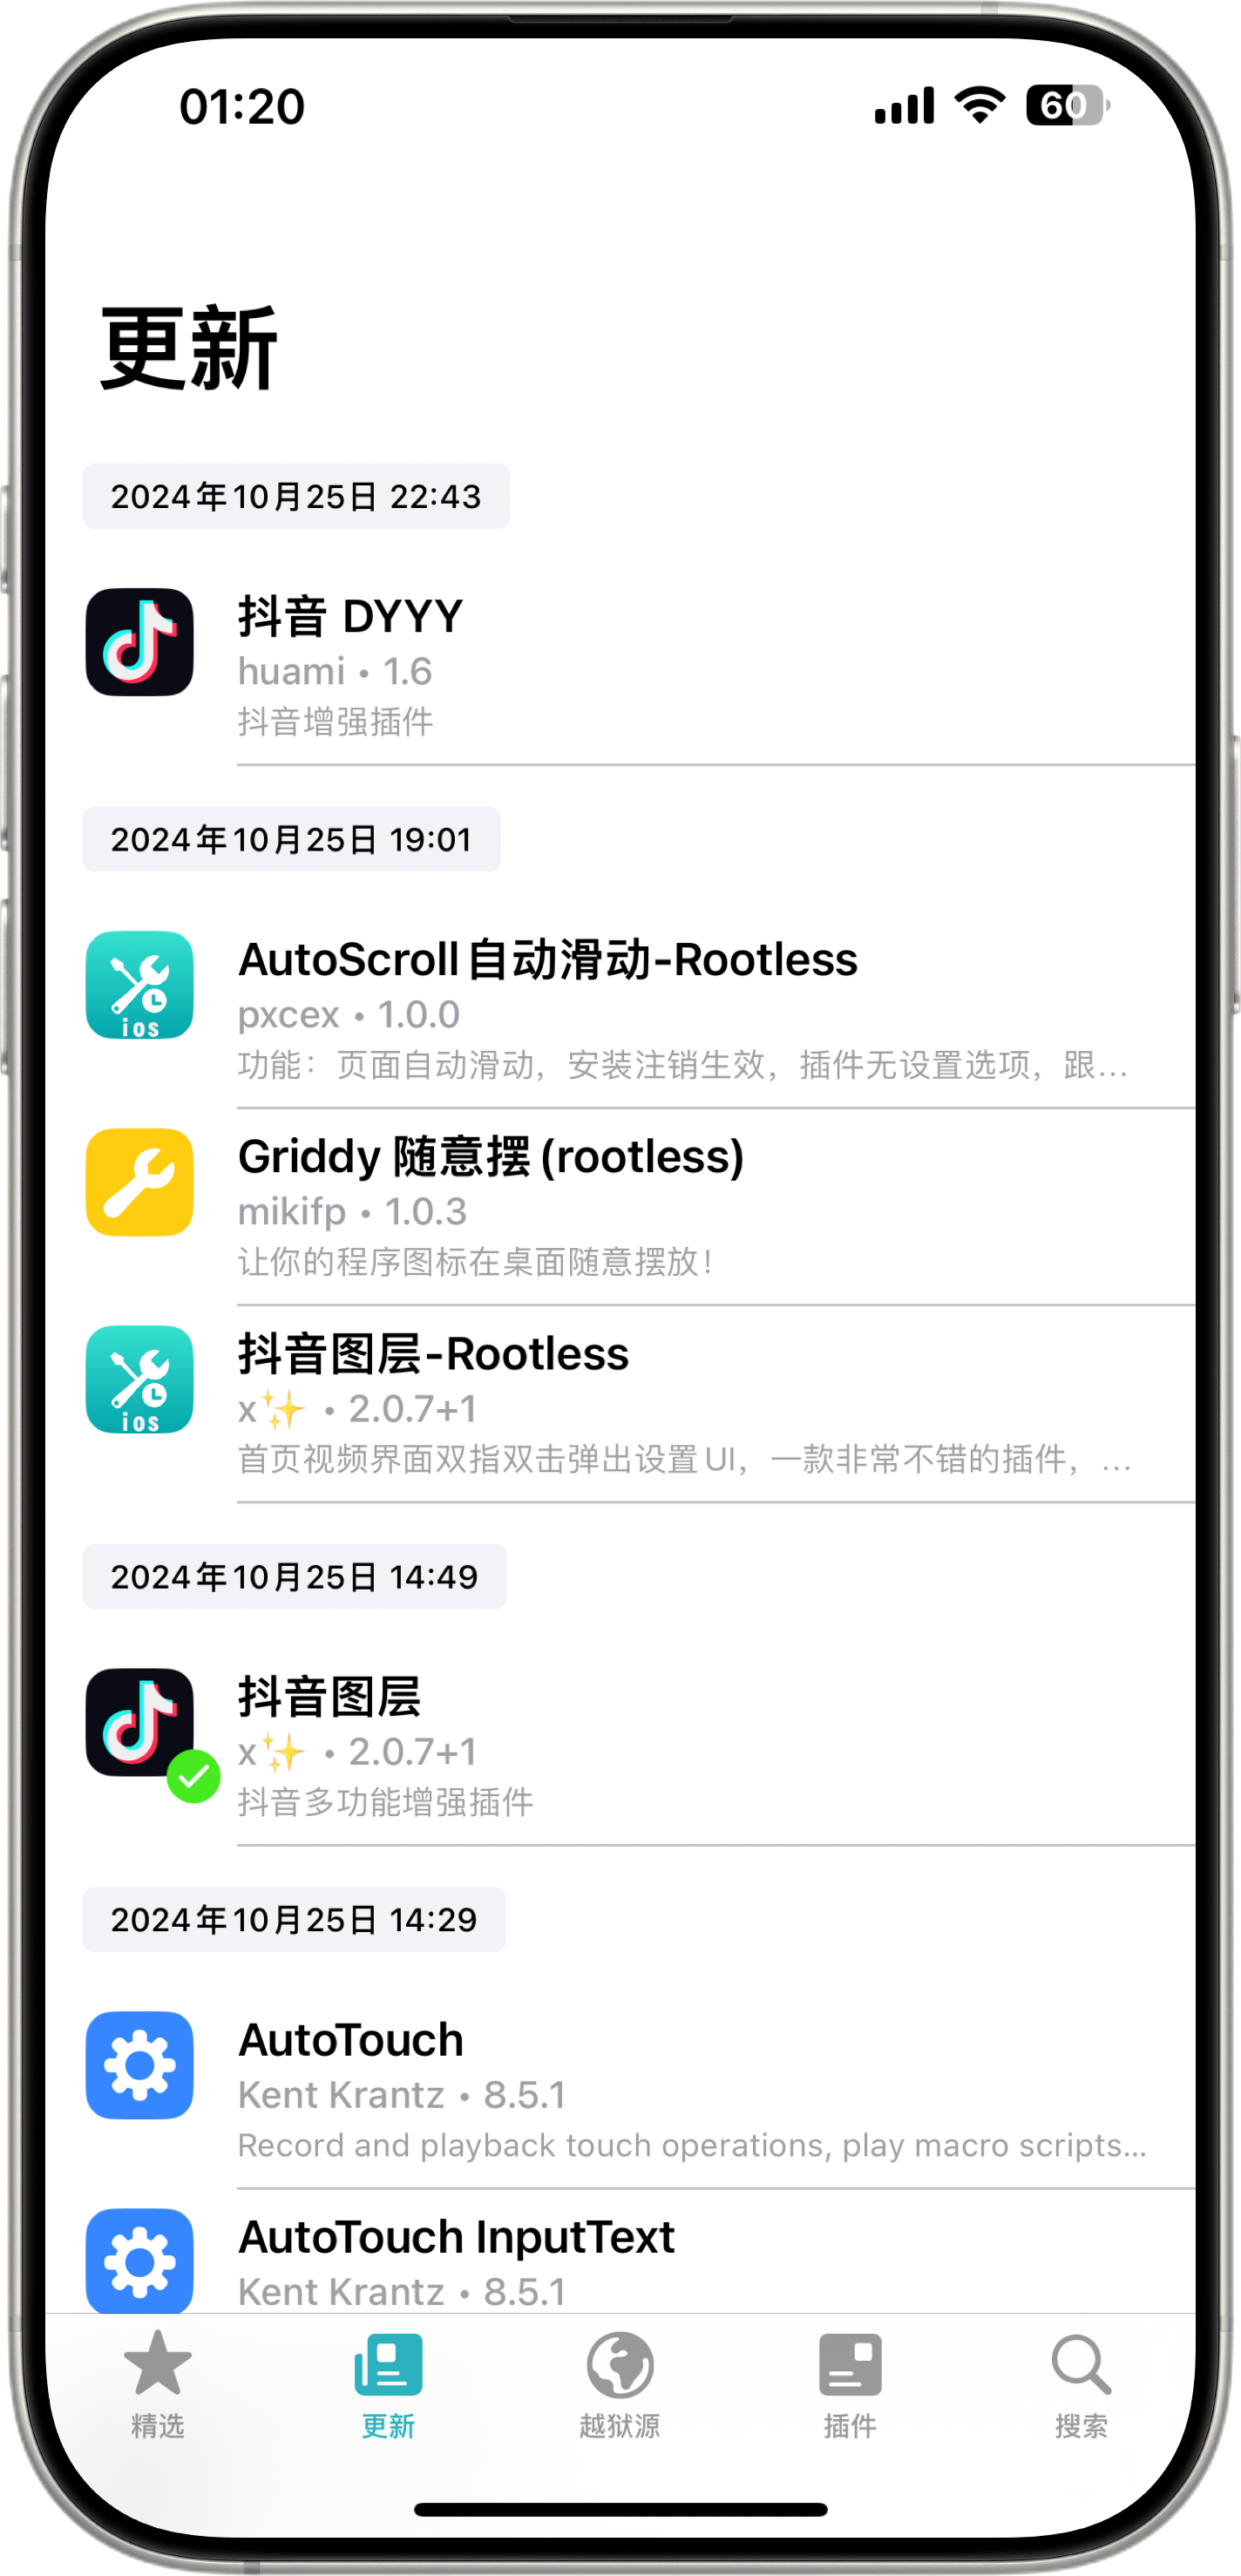 01:20
60
更新
2024年10月25日 22:43
抖音 DYYY
huami • 1.6
抖音增强插件
2024年10月25日 19:01
ios
AutoScroll自动滑动-Rootless
pxcex • 1.0.0
功能：页面自动滑动，安装注销生效，插件无设置选项，跟...
Griddy 随意摆 (rootless)
mikifp • 1.0.3
让你的程序图标在桌面随意摆放！
ios
抖音图层-Rootless
x✨ • 2.0.7+1
首页视频界面双指双击弹出设置UI，一款非常不错的插件，...
2024年10月25日 14:49
抖音图层
x✨ • 2.0.7+1
抖音多功能增强插件
2024年10月25日 14:29
AutoTouch
Kent Krantz • 8.5.1
Record and playback touch operations, play macro scripts...
AutoTouch InputText
Kent Krantz • 8.5.1
精选 更新 越狱源 插件 搜索